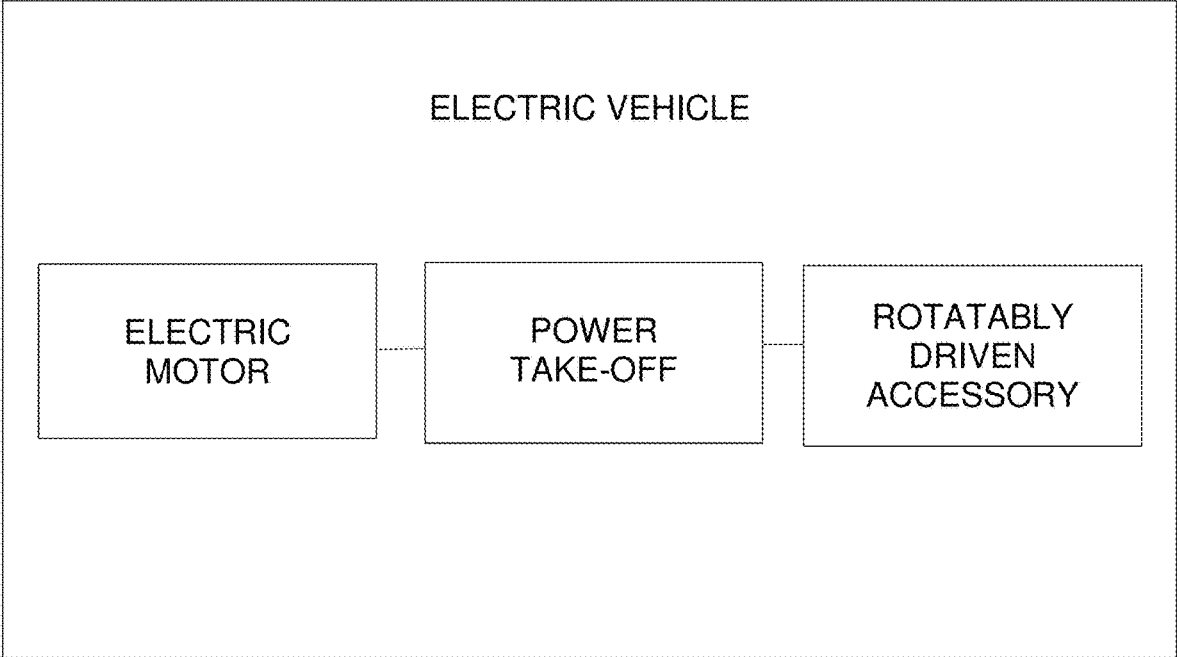 ELECTRIC VEHICLE
ELECTRIC
MOTOR
POWER
TAKE-OFF
ROTATABLY
DRIVEN
ACCESSORY